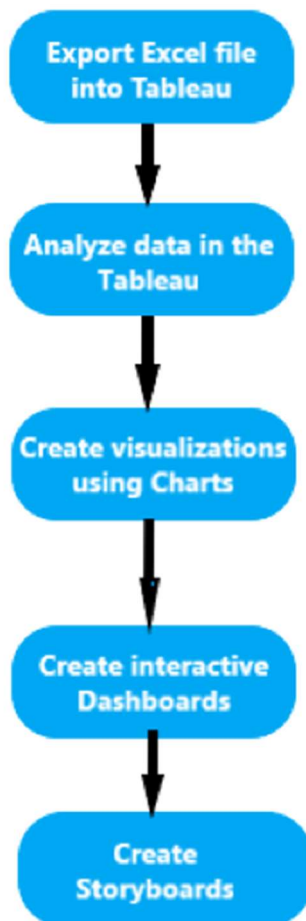 Export Excel file
into Tableau
Analyze data in the
Tableau
Create visualizations
using Charts
Create interactive
Dashboards
Create
Storyboards